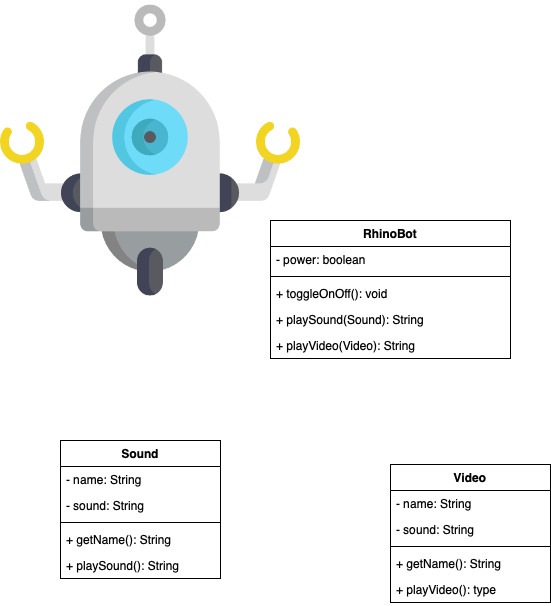 RhinoBot
- power: boolean
+ toggleOnOff(): void
+ playSound(Sound): String
+ playVideo(Video): String
Sound
- name: String
- sound: String
+ getName(): String
+ playSound(): String
Video
- name: String
- sound: String
+ getName(): String
+ playVideo(): type